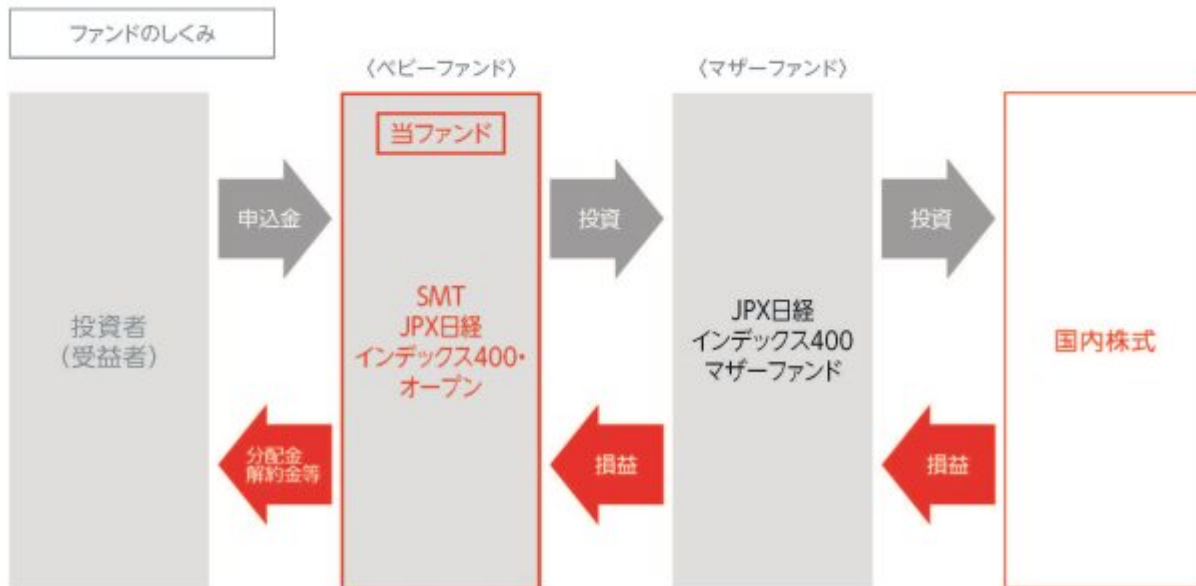 ファンドのしくみ
〈ベビーファンド〉
〈マザーファンド〉
当ファンド
申込金
投資
投資
投資者
（受益者）
SMT
JPX日経
インデックス400・
オープン
JPX日経
インデックス400
マザーファンド
国内株式
分配金
解約金等
損益
損益